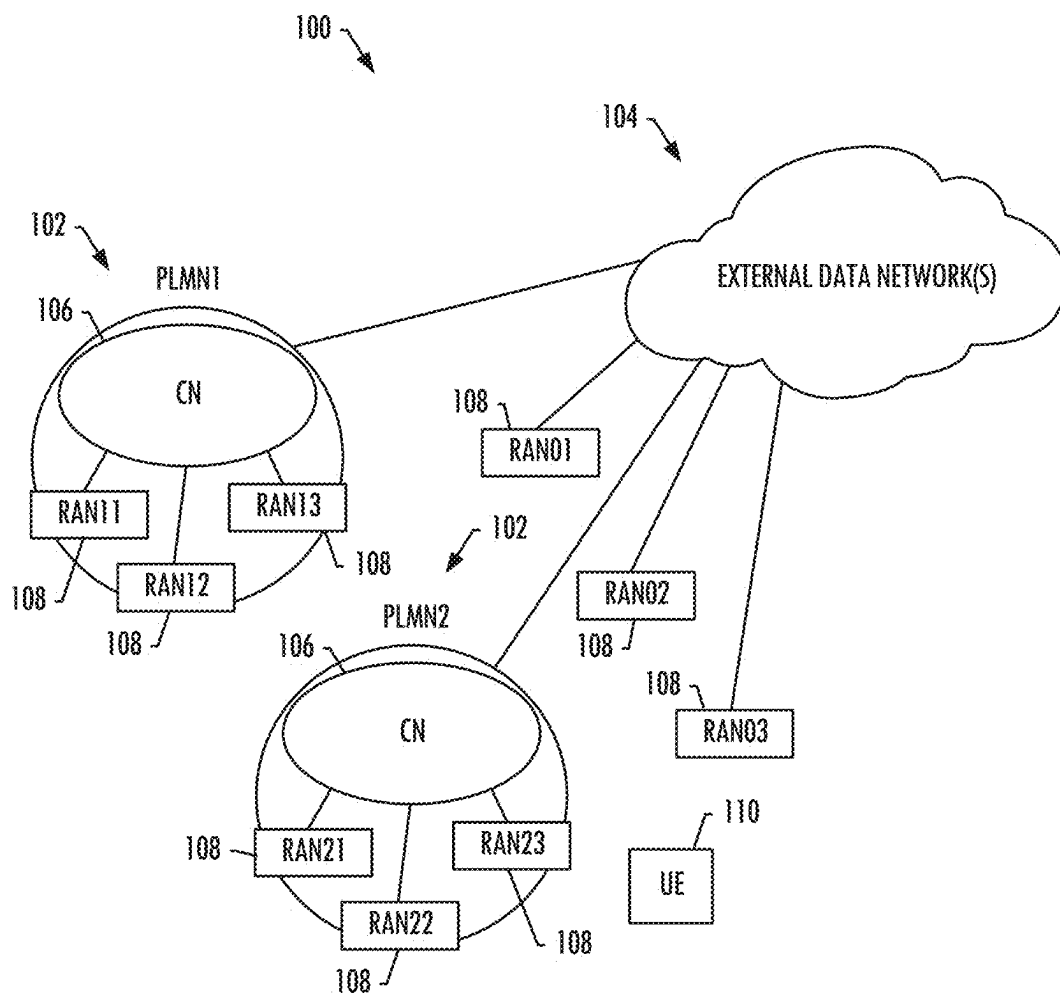 100
104
102
PLMN1
106
EXTERNAL DATA NETWORK(S)
CN
108
RAN01
RAN11
RAN13
102
108
108
RAN12
RAN02
108
PLMN2
108
106
108
RAN03
CN
110
108
RAN21
RAN23
UE
RAN22
108
108